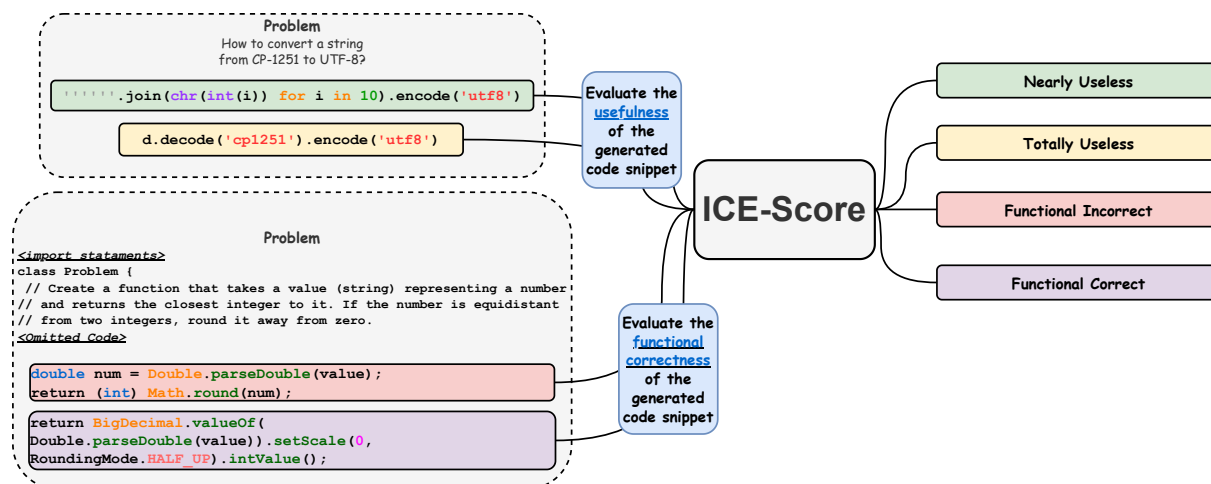 Problem
How to convert a string
from CP-1251 to UTF-8?
''''''.join(chr(int(i)) for i in 10).encode('utf8')
d.decode('cp1251').encode('utf8')
Problem
<import stataments>
class Problem {
// Create a function that takes a value (string) representing a number
// and returns the closest integer to it. If the number is equidistant
// from two integers, round it away from zero.
<Omitted Code>
double num = Double.parseDouble(value);
return (int) Math.round(num);
return BigDecimal.valueOf(
Double.parseDouble(value)).setScale(0,
RoundingMode.HALF_UP).intValue();
Evaluate the
usefulness
of the
generated
code snippet
Evaluate the
functional
correctness
of the
generated
code snippet
ICE-Score
Nearly Useless
Totally Useless
Functional Incorrect
Functional Correct